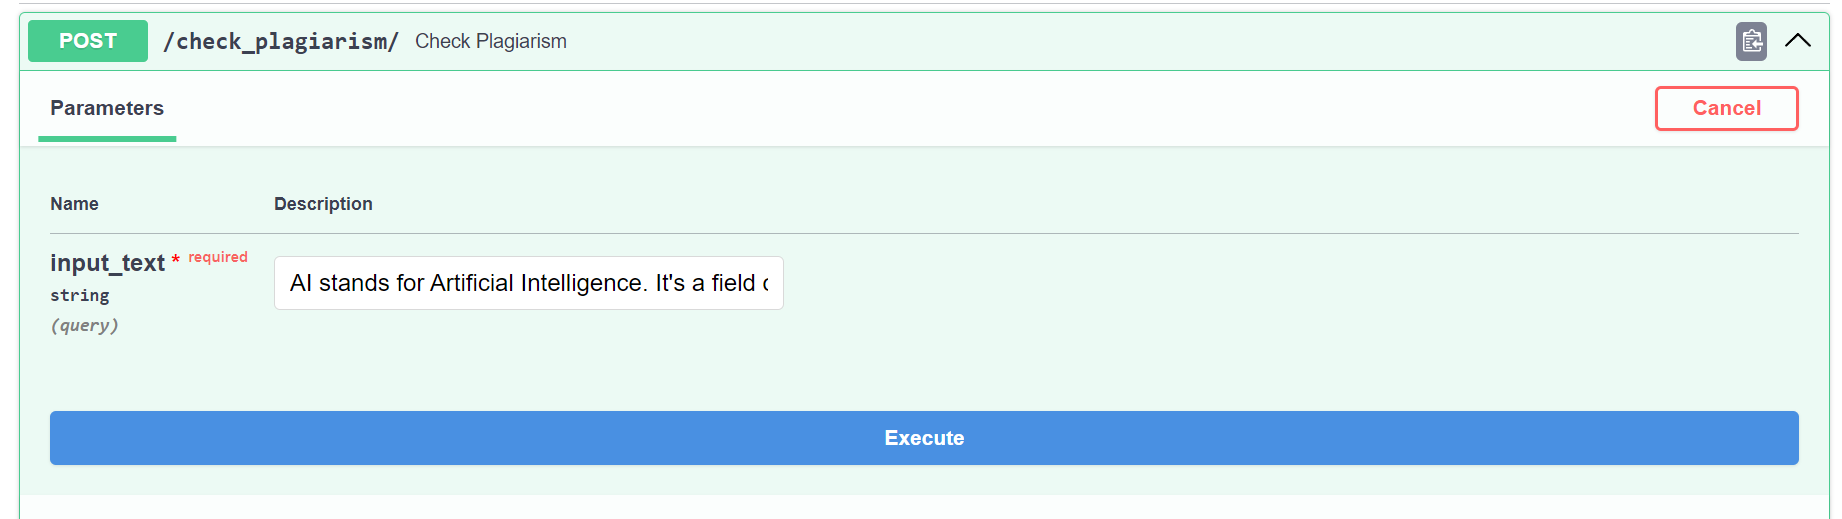 POST /check_plagiarism/ Check Plagiarism
Parameters
Cancel
Name Description
input_text * required
string
(query)
AI stands for Artificial Intelligence. It's a field
Execute